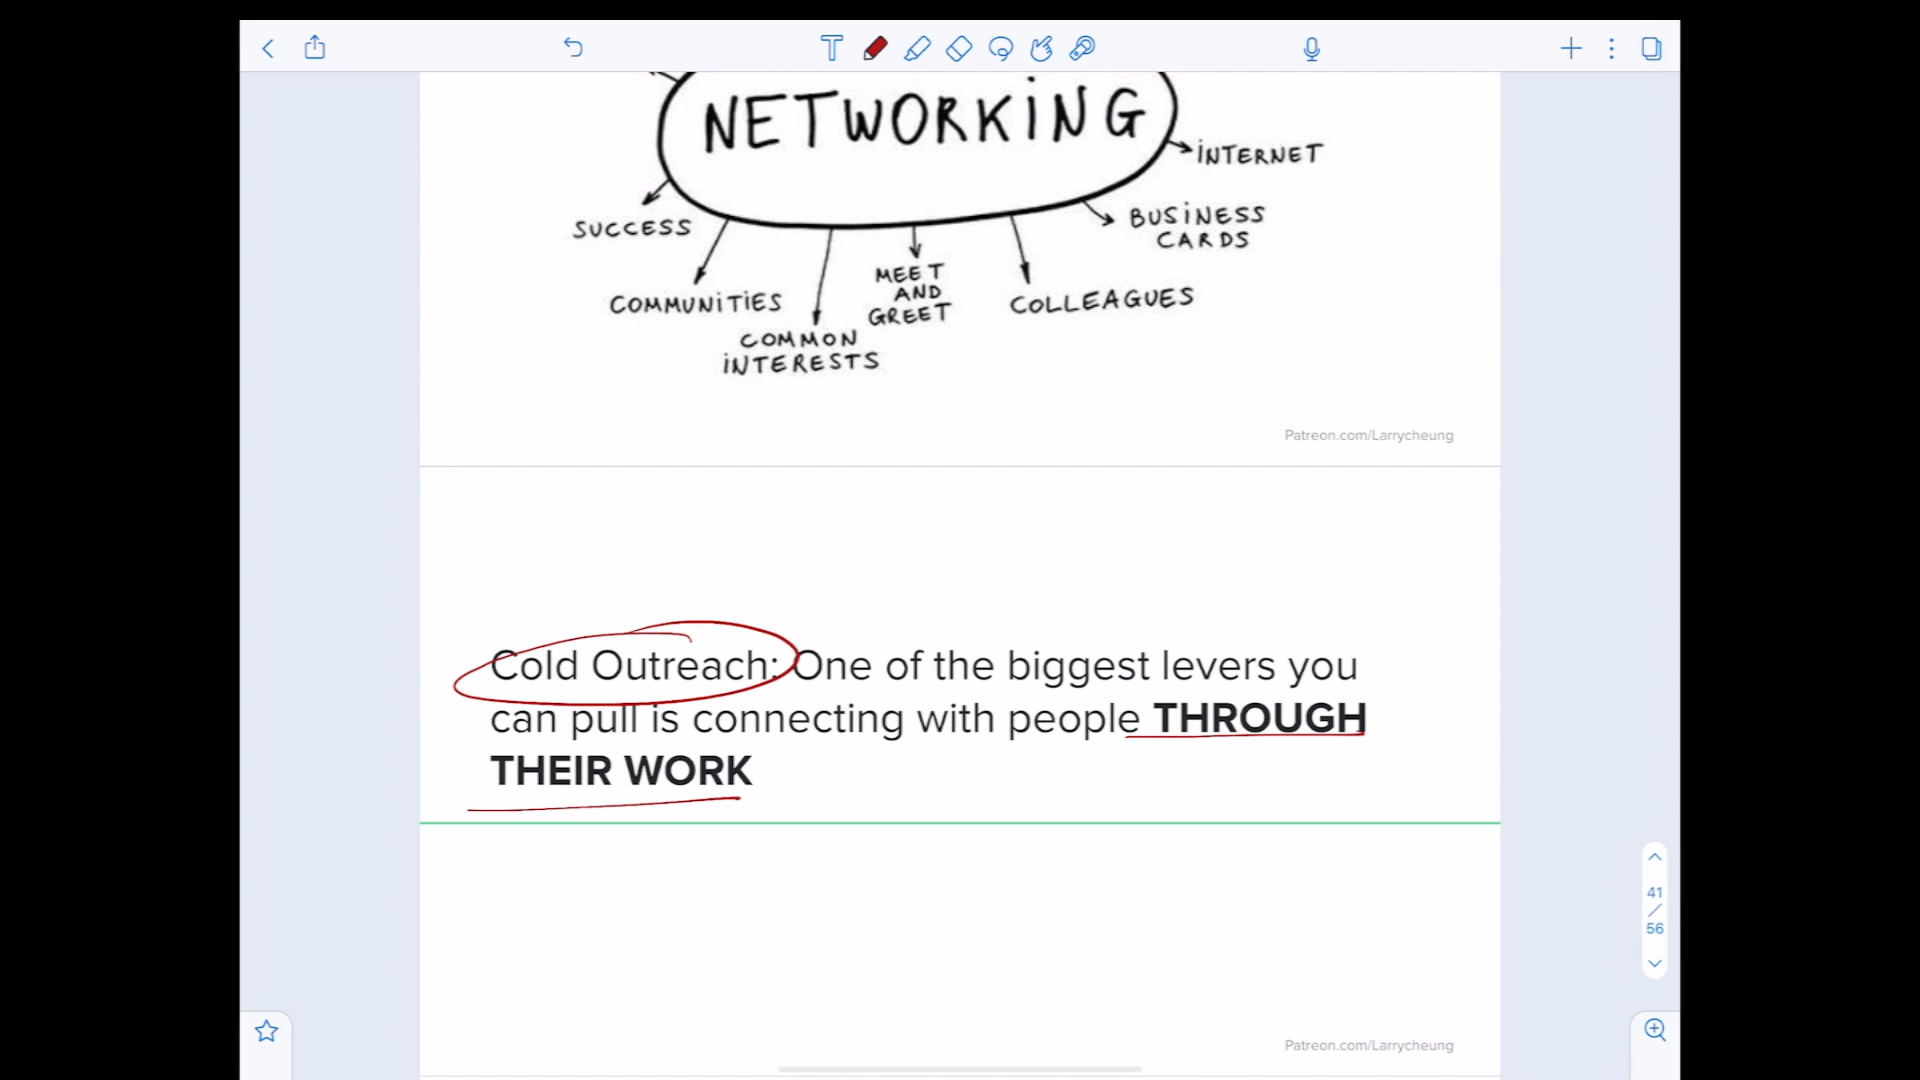 NETWORKING
INTERNET
BUSINESS
CARDS
SUCCESS
MEET
AND
GREET
COLLEAGUES
COMMUNITIES
COMMON
INTERESTS
Patreon.com/Larrycheung
Cold Outreach: One of the biggest levers you
can pull is connecting with people THROUGH
THEIR WORK
41
/
56
Patreon.com/Larrycheung